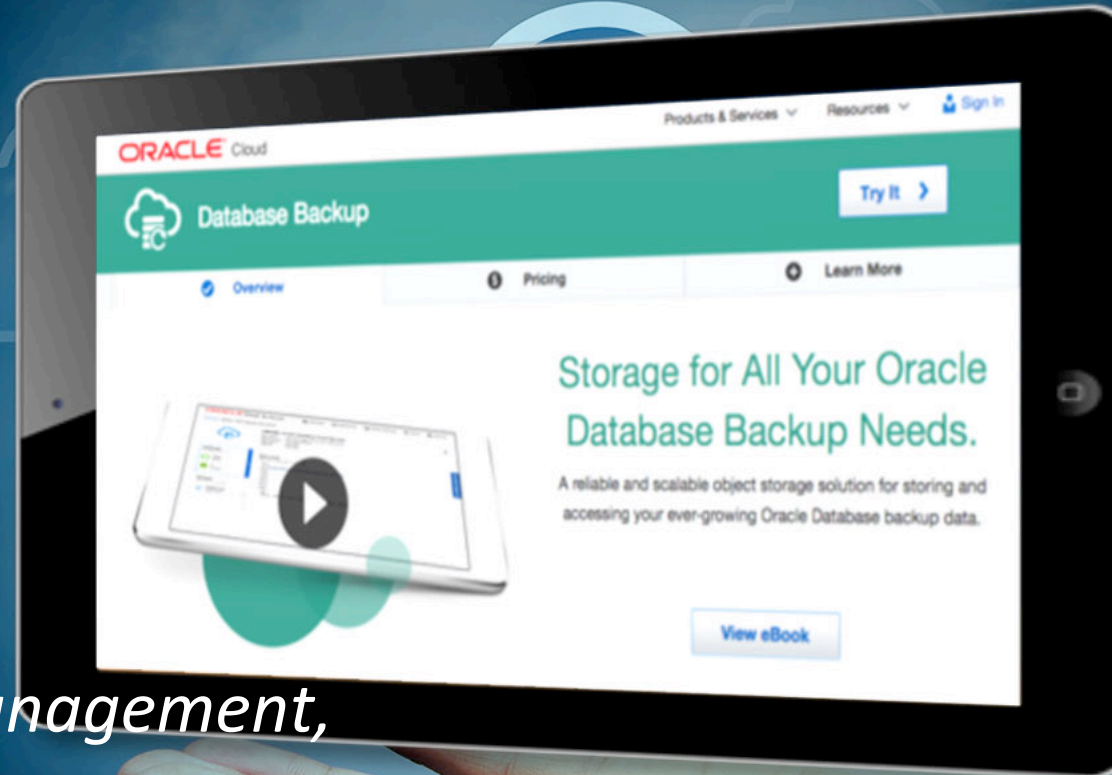 ORACLE Cloud
Products & Services
Resources
Sign In
Database Backup
Try It
Overview
Pricing
Learn More
Storage for All Your Oracle
Database Backup Needs.
A reliable and scalable object storage solution for storing and
accessing your ever-growing Oracle Database backup data.
View eBook
nagement,